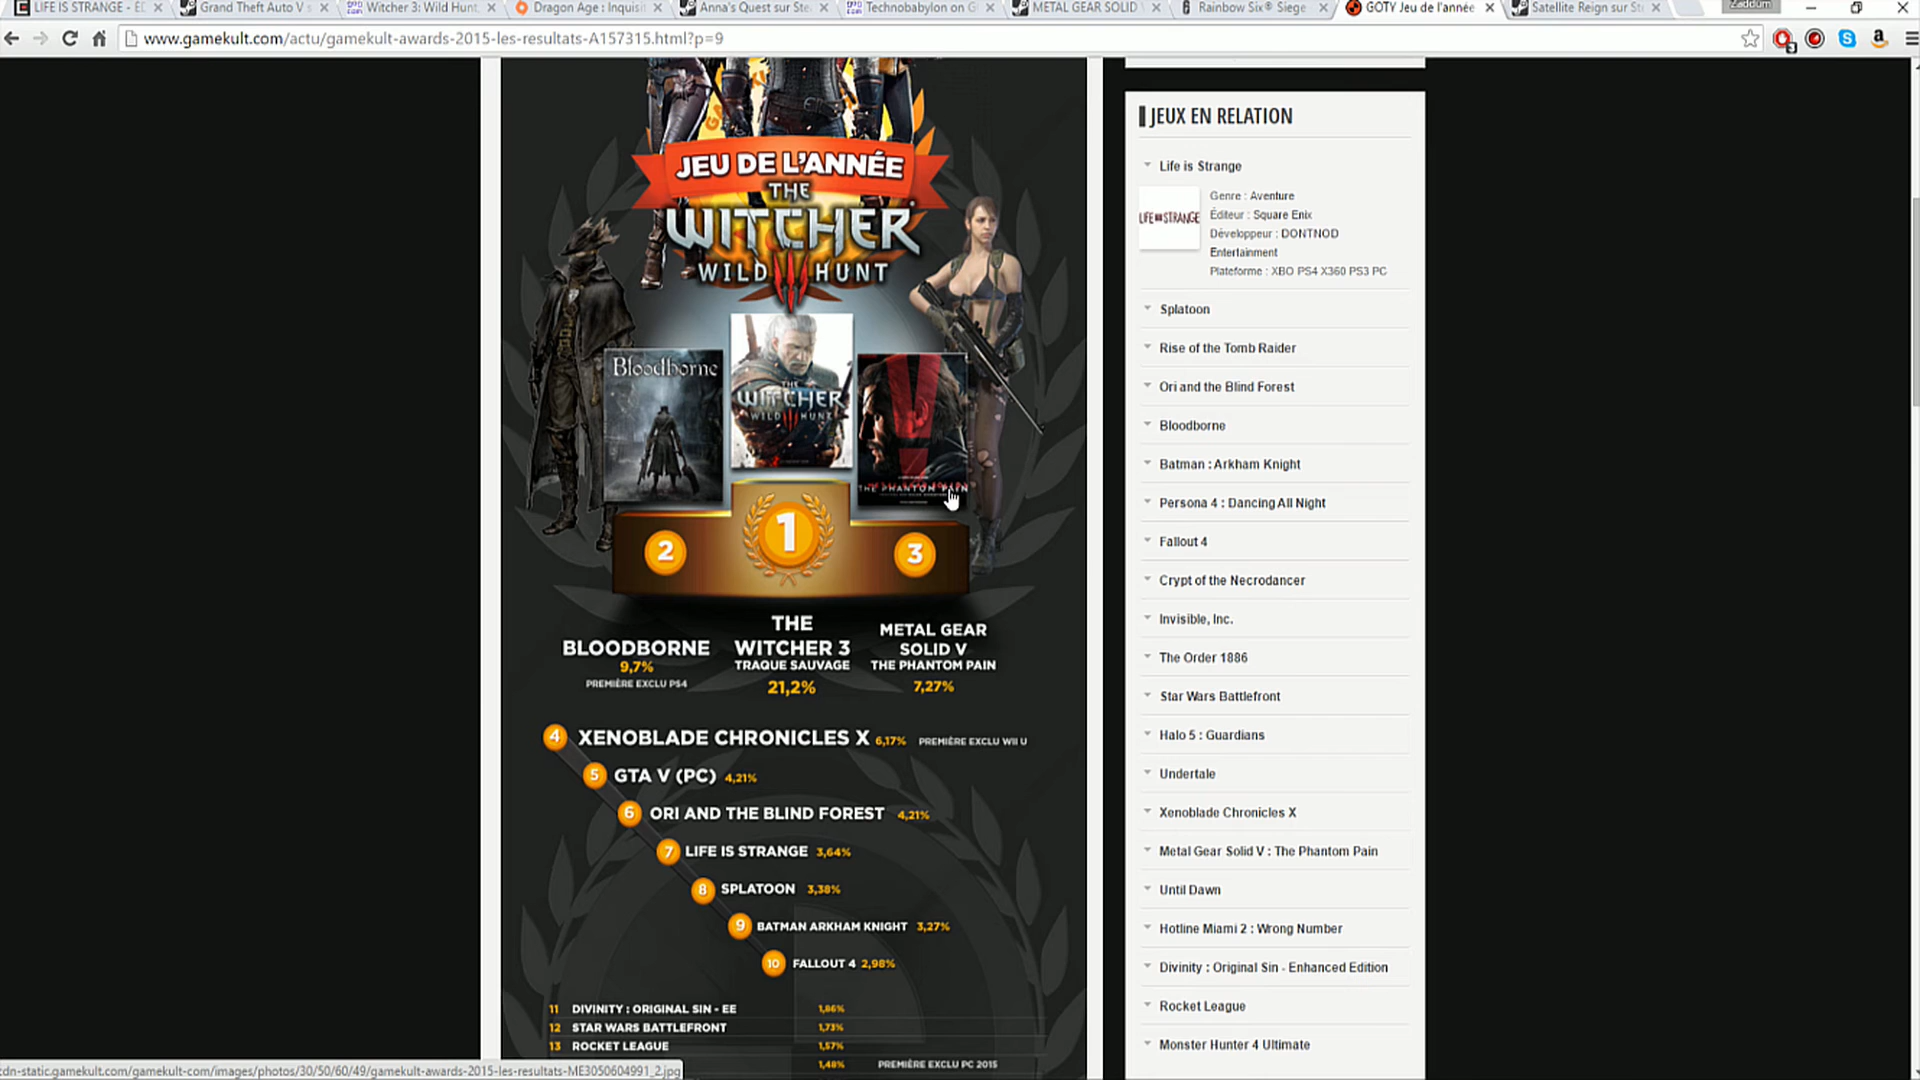 LIFE IS STRANGE - ÉD
Grand Theft Auto V s
Witcher 3: Wild Hunt,
Dragon Age : Inquisit
Anna's Quest sur Ste
Technobabylon on G
METAL GEAR SOLID V
Rainbow Six® Siege
GOTY Jeu de l'année
Satellite Reign sur St
Zaddum
www.gamekult.com/actu/gamekult-awards-2015-les-resultats-A157315.html?p=9
JEU DE L'ANNÉE
THE
WITCHER
WILD HUNT
Bloodborne
THE
WITCHER
WILD HUNT
THE PHANTOM PAIN
2
1
3
BLOODBORNE
9,7%
PREMIÈRE EXCLU PS4
THE
WITCHER 3
TRAQUE SAUVAGE
21,2%
METAL GEAR
SOLID V
THE PHANTOM PAIN
7,27%
4 XENOBLADE CHRONICLES X 6,17% PREMIÈRE EXCLU WII U
5 GTA V (PC) 4,21%
6 ORI AND THE BLIND FOREST 4,21%
7 LIFE IS STRANGE 3,64%
8 SPLATOON 3,38%
9 BATMAN ARKHAM KNIGHT 3,27%
10 FALLOUT 4 2,98%
11 DIVINITY : ORIGINAL SIN - EE 1,86%
12 STAR WARS BATTLEFRONT 1,73%
13 ROCKET LEAGUE 1,57%
1,48% PREMIÈRE EXCLU PC 2015
JEUX EN RELATION
Life is Strange
LIFE IS STRANGE
Genre : Aventure
Éditeur : Square Enix
Développeur : DONTNOD
Entertainment
Plateforme : XBO PS4 X360 PS3 PC
Splatoon
Rise of the Tomb Raider
Ori and the Blind Forest
Bloodborne
Batman : Arkham Knight
Persona 4 : Dancing All Night
Fallout 4
Crypt of the Necrodancer
Invisible, Inc.
The Order 1886
Star Wars Battlefront
Halo 5 : Guardians
Undertale
Xenoblade Chronicles X
Metal Gear Solid V : The Phantom Pain
Until Dawn
Hotline Miami 2 : Wrong Number
Divinity : Original Sin - Enhanced Edition
Rocket League
Monster Hunter 4 Ultimate
cdn-static.gamekult.com/gamekult-com/images/photos/30/50/60/49/gamekult-awards-2015-les-resultats-ME3050604991_2.jpg